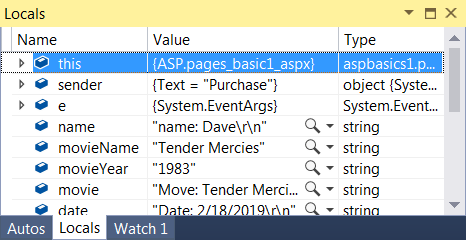 Locals
Name Value Type
this {ASP.pages_basic1_aspx} aspbasics1.p...
sender {Text = "Purchase"} object {Syste...
e {System.EventArgs} System.Event...
name "name: Dave\r\n" string
movieName "Tender Mercies" string
movieYear "1983" string
movie "Move: Tender Merci... string
date "Date: 2/18/2019\r\n" string
Autos Locals Watch 1